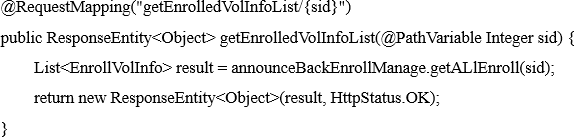 @RequestMapping("getEnrolledVolInfoList/{sid}")
public ResponseEntity<Object> getEnrolledVolInfoList(@PathVariable Integer sid) {
List<EnrollVolInfo> result = announceBackEnrollManage.getALlEnroll(sid);
return new ResponseEntity<Object>(result, HttpStatus.OK);
}